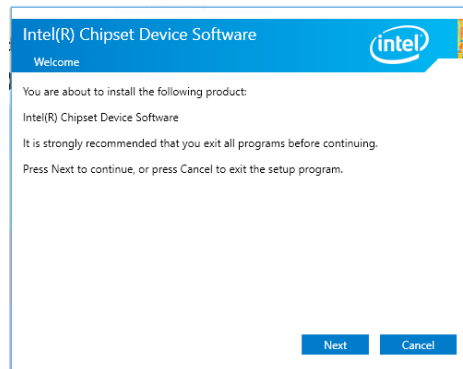 Intel(R) Chipset Device Software
intel
Welcome
You are about to install the following product:
Intel(R) Chipset Device Software
It is strongly recommended that you exit all programs before continuing.
Press Next to continue, or press Cancel to exit the setup program.
Next Cancel